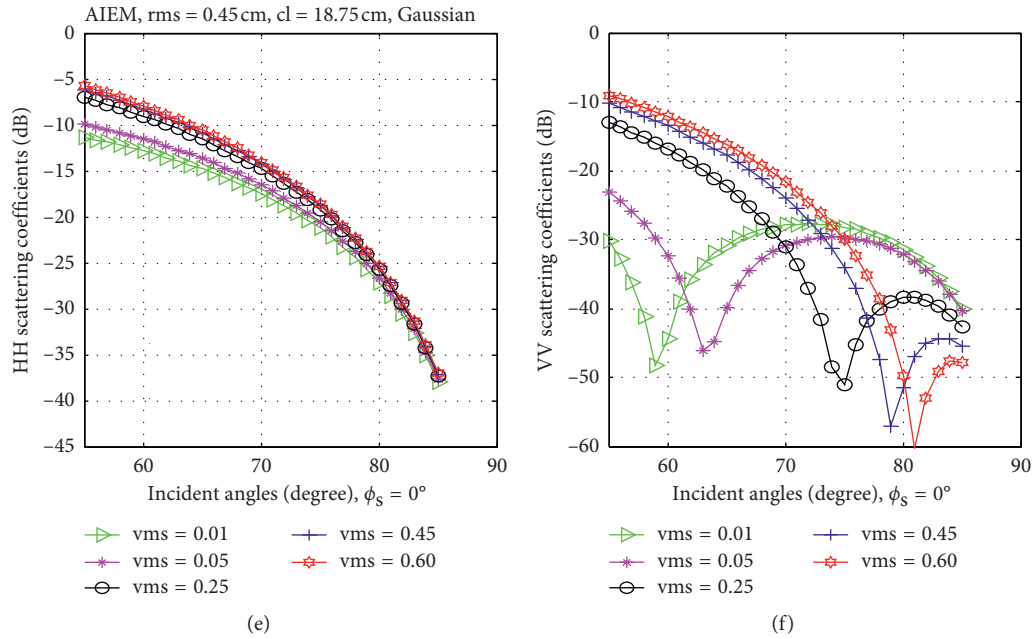 AIEM, rms = 0.45 cm, cl = 18.75 cm, Gaussian
0
−5
−10
−15
−20
−25
−30
−35
−40
−45
HH scattering coefficients (dB)
60
70
80
90
Incident angles (degree), ϕs = 0°
vms = 0.01
vms = 0.05
vms = 0.25
vms = 0.45
vms = 0.60
(e)
0
−10
−20
−30
−40
−50
−60
VV scattering coefficients (dB)
60
70
80
90
Incident angles (degree), ϕs = 0°
vms = 0.01
vms = 0.05
vms = 0.25
vms = 0.45
vms = 0.60
(f)